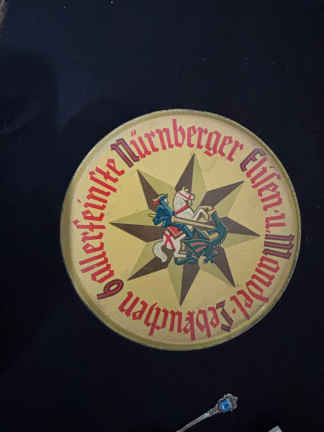 6 allerfeinste Nürnberger Elisen- u. Mandel-Lebkuchen